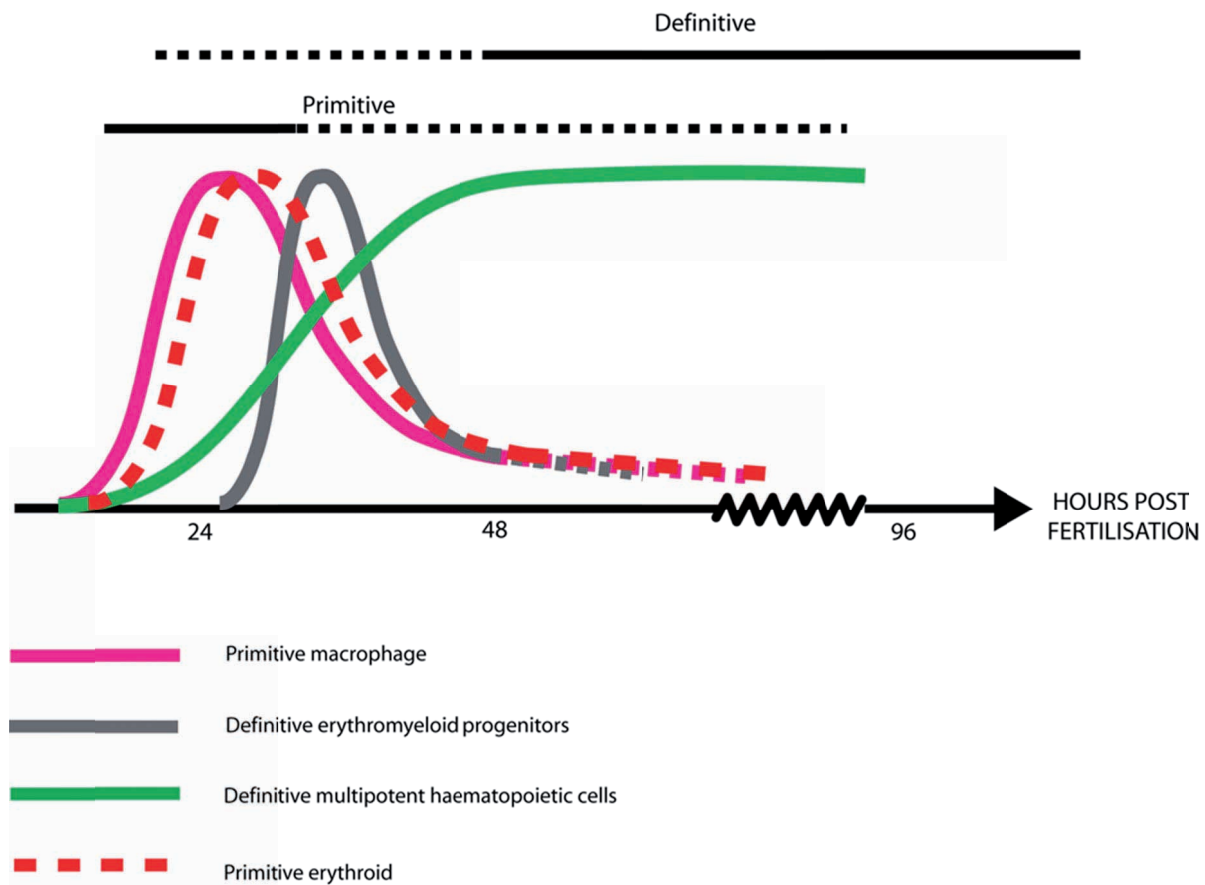 Definitive
Primitive
24
48
96
HOURS POST
FERTILISATION
Primitive macrophage
Definitive erythromyeloid progenitors
Definitive multipotent haematopoietic cells
Primitive erythroid